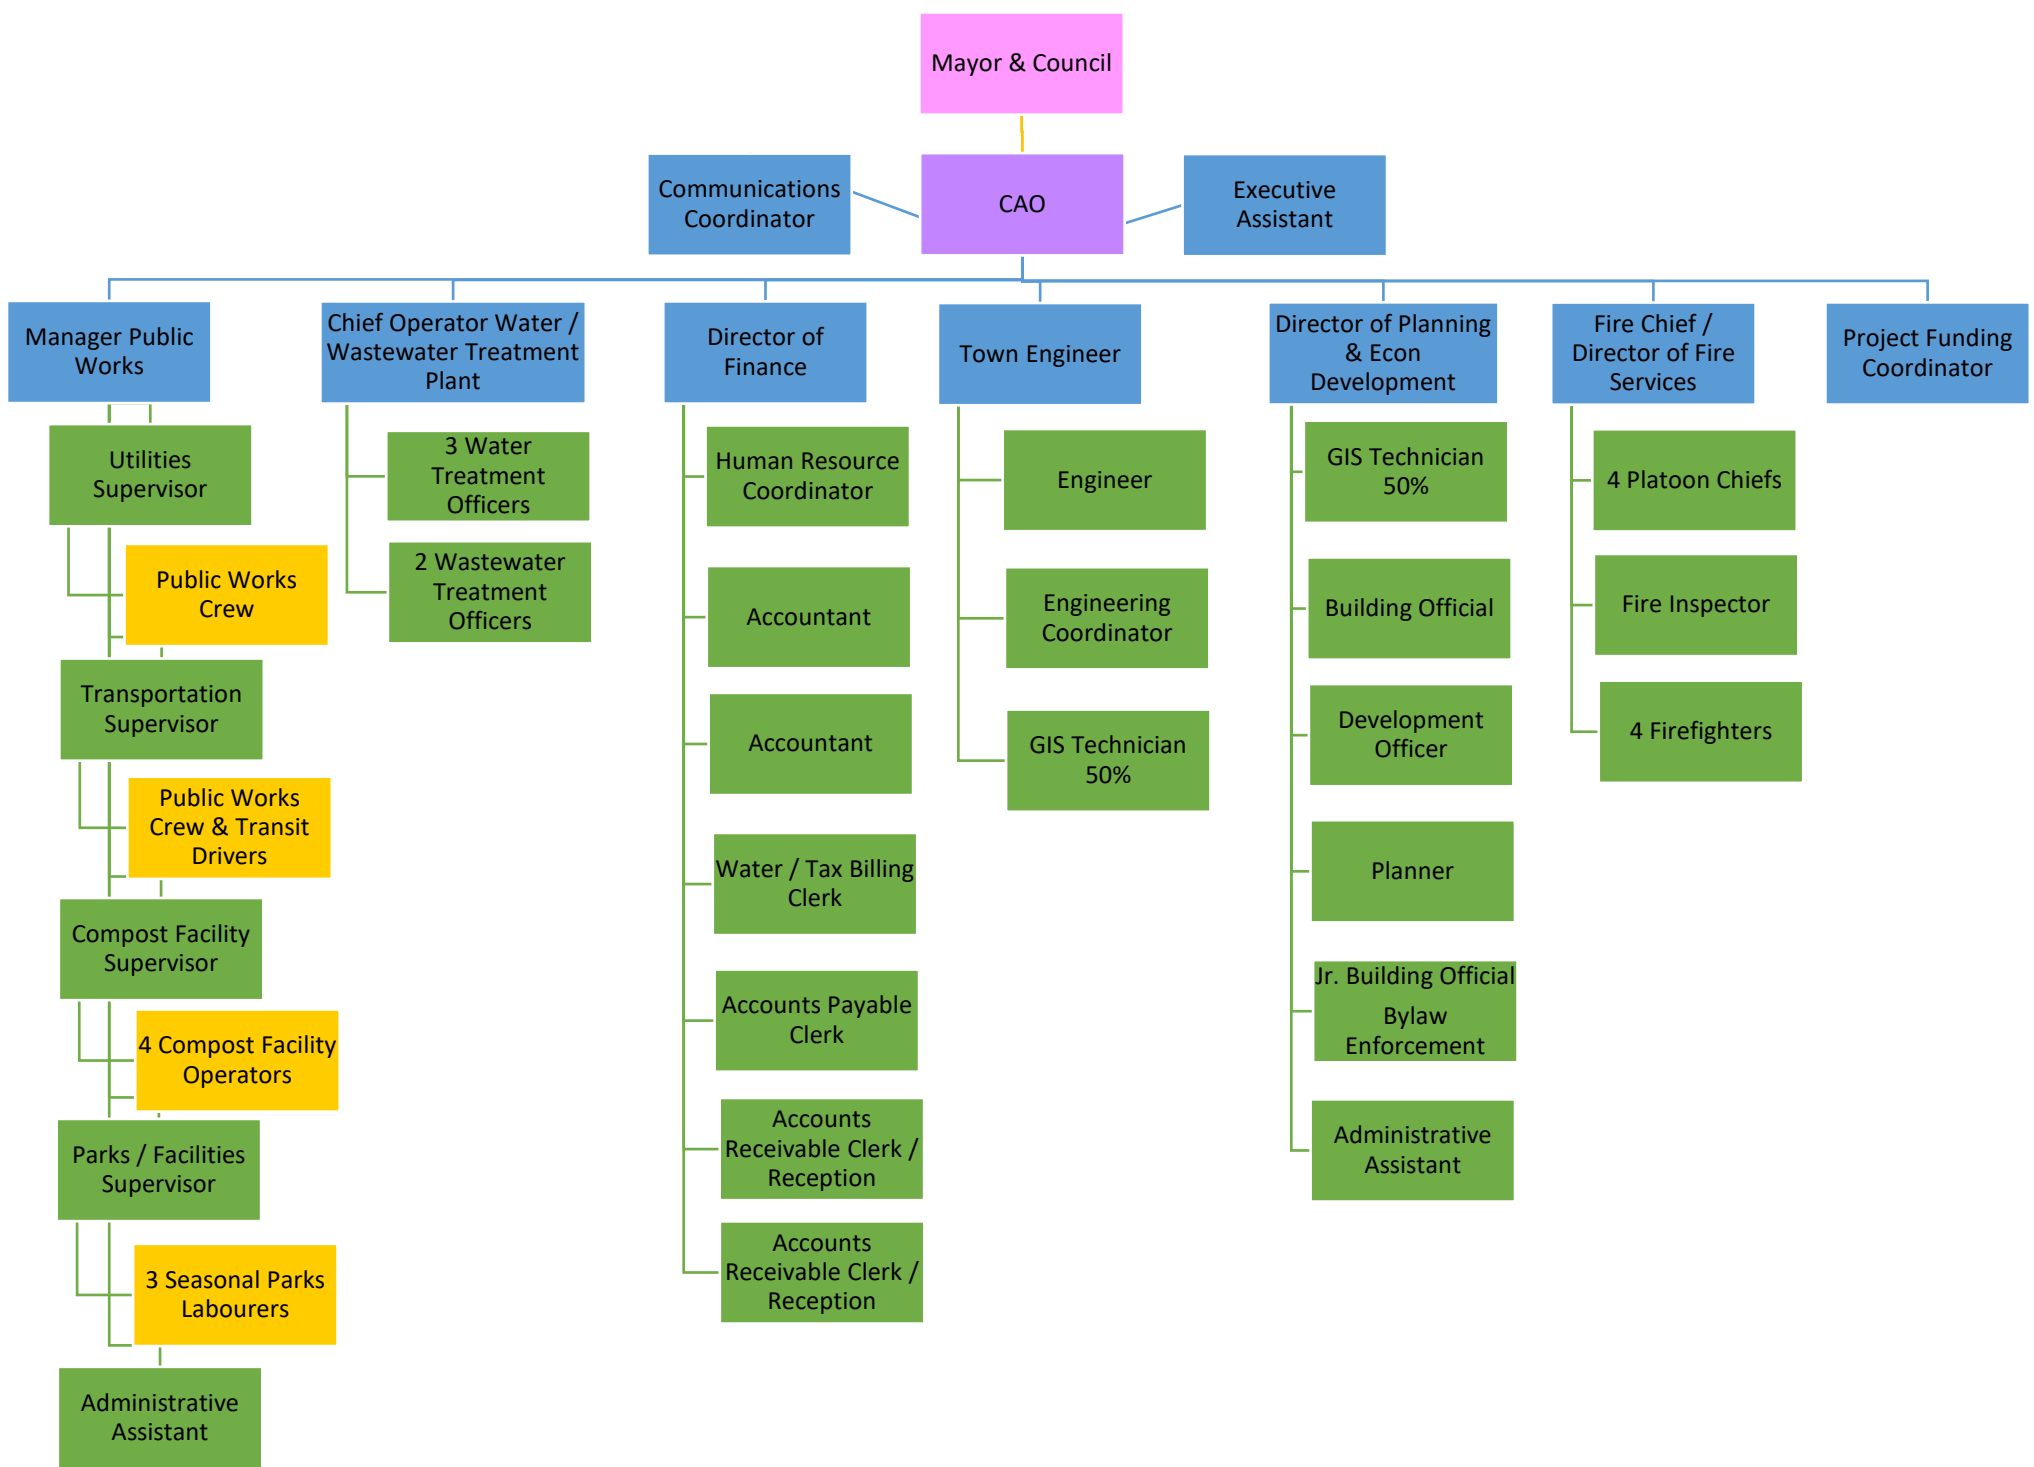 Mayor & Council
Communications
Coordinator
CAO
Executive
Assistant
Manager Public
Works
Chief Operator Water /
Wastewater Treatment
Plant
Director of
Finance
Town Engineer
Director of Planning
& Econ
Development
Fire Chief /
Director of Fire
Services
Project Funding
Coordinator
Utilities
Supervisor
Public Works
Crew
Transportation
Supervisor
Public Works
Crew & Transit
Drivers
Compost Facility
Supervisor
4 Compost Facility
Operators
Parks / Facilities
Supervisor
3 Seasonal Parks
Labourers
Administrative
Assistant
3 Water
Treatment
Officers
2 Wastewater
Treatment
Officers
Human Resource
Coordinator
Accountant
Accountant
Water / Tax Billing
Clerk
Accounts Payable
Clerk
Accounts
Receivable Clerk /
Reception
Accounts
Receivable Clerk /
Reception
Engineer
Engineering
Coordinator
GIS Technician
50%
GIS Technician
50%
Building Official
Development
Officer
Planner
Jr. Building Official
Bylaw
Enforcement
Administrative
Assistant
4 Platoon Chiefs
Fire Inspector
4 Firefighters